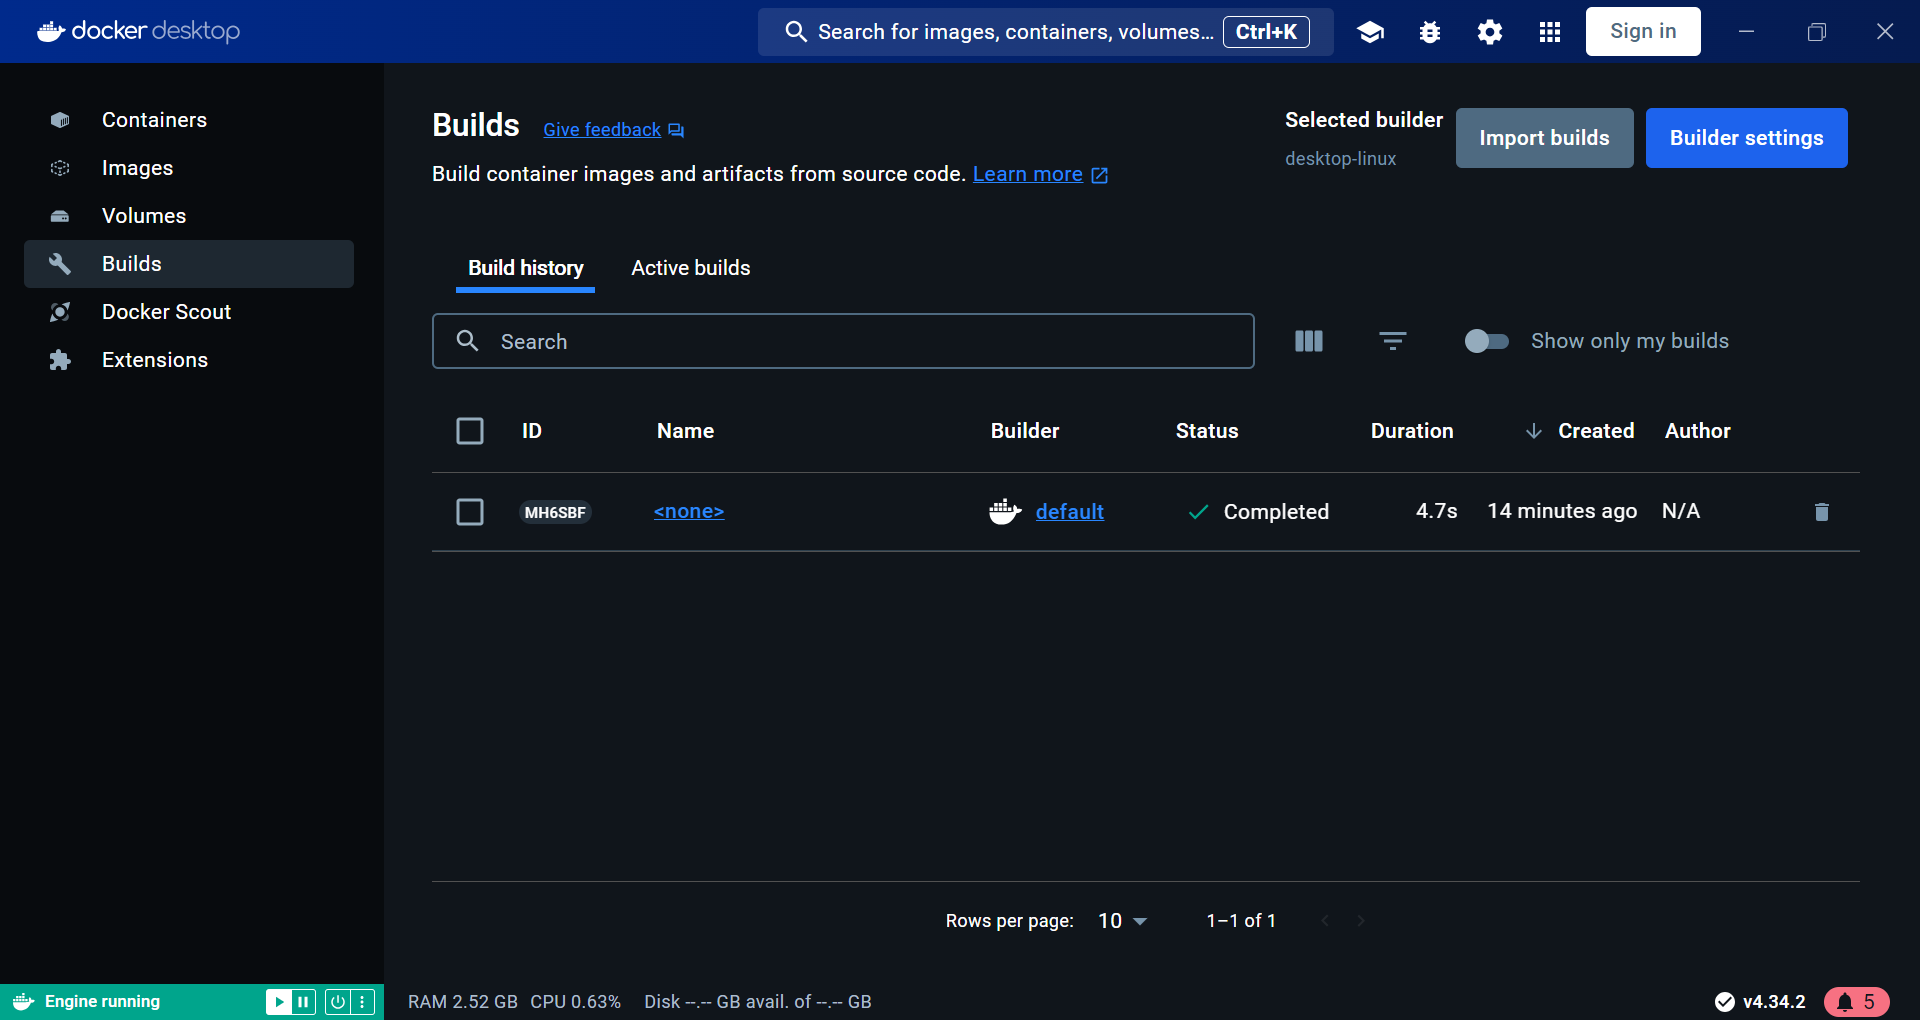 docker desktop
Search for images, containers, volumes... Ctrl+K
Sign in
Containers
Images
Volumes
Builds
Docker Scout
Extensions
Builds Give feedback
Build container images and artifacts from source code. Learn more
Selected builder
desktop-linux
Import builds
Builder settings
Build history Active builds
Search
Show only my builds
ID Name Builder Status Duration Created Author
MH6SBF <none> default Completed 4.7s 14 minutes ago N/A
Rows per page: 10 1–1 of 1
Engine running
RAM 2.52 GB CPU 0.63% Disk --.-- GB avail. of --.-- GB
v4.34.2
5